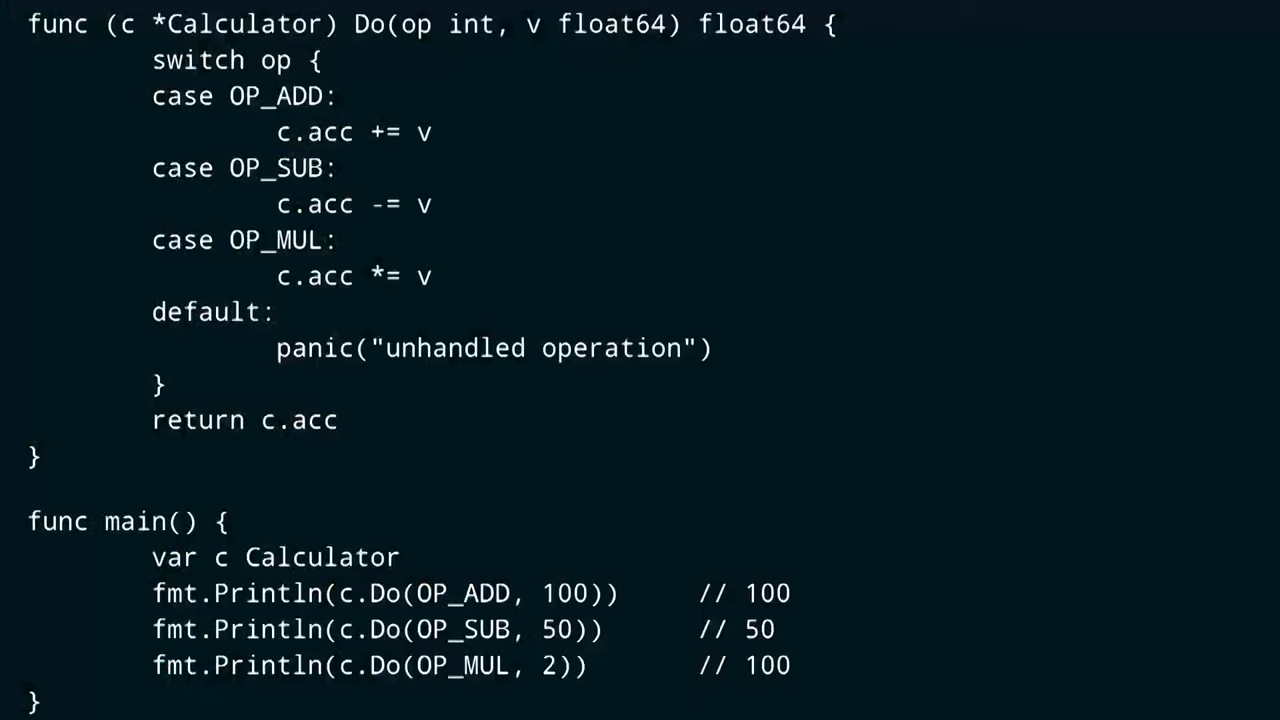 func (c *Calculator) Do(op int, v float64) float64 {
        switch op {
        case OP_ADD:
                c.acc += v
        case OP_SUB:
                c.acc -= v
        case OP_MUL:
                c.acc *= v
        default:
                panic("unhandled operation")
        }
        return c.acc
}

func main() {
        var c Calculator
        fmt.Println(c.Do(OP_ADD, 100))     // 100
        fmt.Println(c.Do(OP_SUB, 50))      // 50
        fmt.Println(c.Do(OP_MUL, 2))       // 100
}